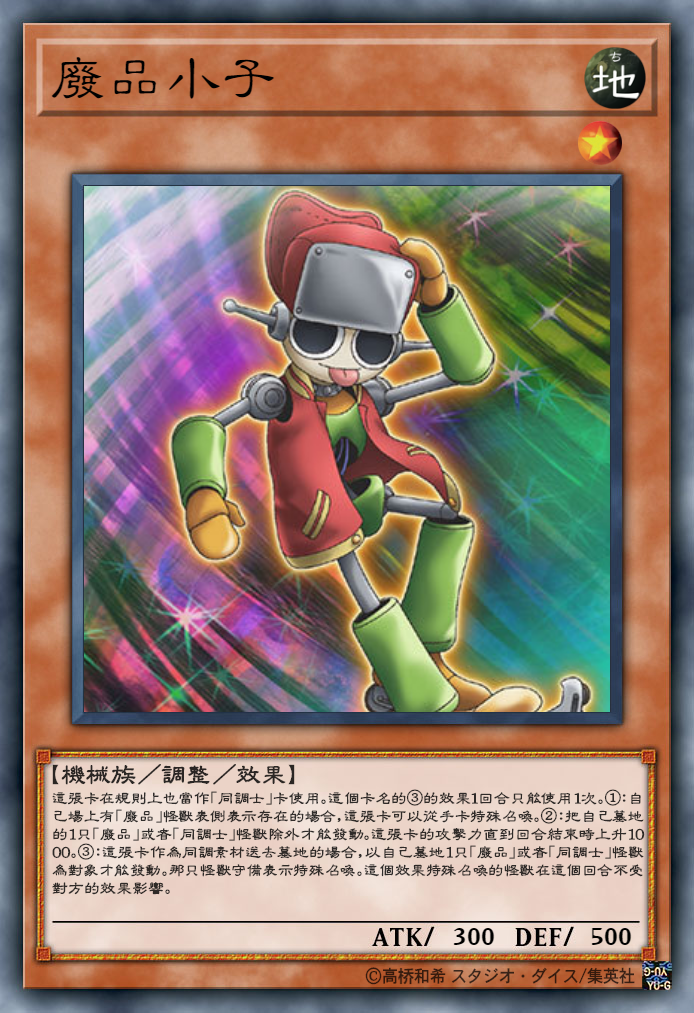 廢品小子
ち
地
【機械族／調整／效果】
這張卡在規則上也當作「同調士」卡使用。這個卡名的③的效果1回合只能使用1次。①：自
己場上有「廢品」怪獸表側表示存在的場合，這張卡可以從手卡特殊召喚。②：把自己墓地
的1只「廢品」或者「同調士」怪獸除外才能發動。這張卡的攻擊力直到回合結束時上升10
00。③：這張卡作為同調素材送去墓地的場合，以自己墓地1只「廢品」或者「同調士」怪獸
為對象才能發動。那只怪獸守備表示特殊召喚。這個效果特殊召喚的怪獸在這個回合不受
對方的效果影響。
ATK/ 300 DEF/ 500
©高桥和希 スタジオ・ダイス/集英社
YU-G